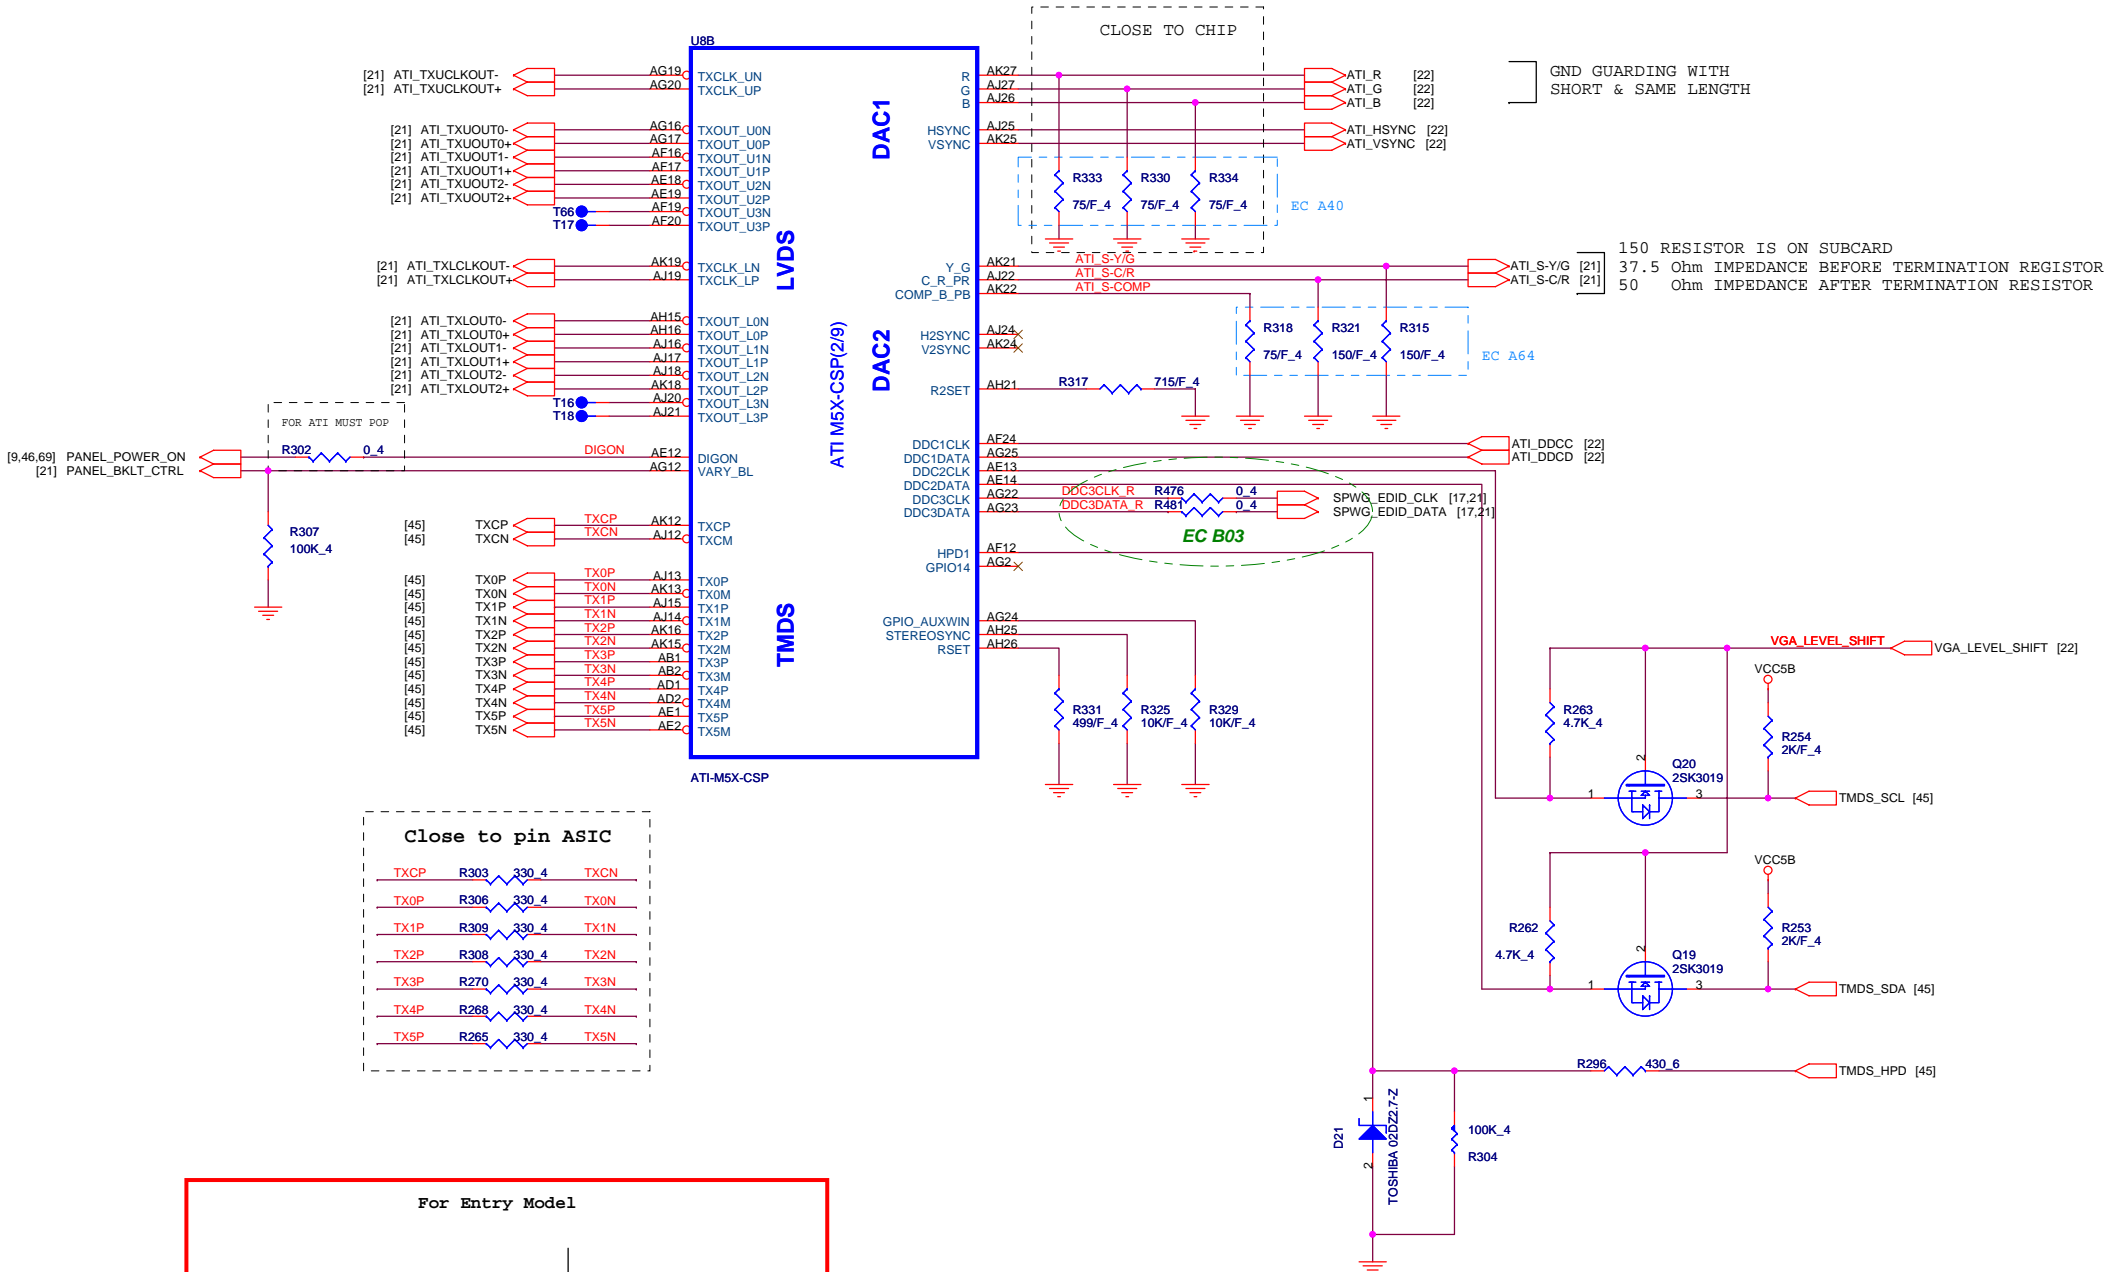 CLOSE TO CHIP
GND GUARDING WITH
SHORT & SAME LENGTH
U8B
[21] ATI_TXUCLKOUT- AG19 TXCLK_UN
[21] ATI_TXUCLKOUT+ AG20 TXCLK_UP
[21] ATI_TXUOUT0- AG16 TXOUT_U0N
[21] ATI_TXUOUT0+ AG17 TXOUT_U0P
[21] ATI_TXUOUT1- AF16 TXOUT_U1N
[21] ATI_TXUOUT1+ AF17 TXOUT_U1P
[21] ATI_TXUOUT2- AE18 TXOUT_U2N
[21] ATI_TXUOUT2+ AE19 TXOUT_U2P
T66 AF19 TXOUT_U3N
T17 AF20 TXOUT_U3P
[21] ATI_TXLCLKOUT- AK19 TXCLK_LN
[21] ATI_TXLCLKOUT+ AJ19 TXCLK_LP
[21] ATI_TXLOUT0- AH15 TXOUT_L0N
[21] ATI_TXLOUT0+ AH16 TXOUT_L0P
[21] ATI_TXLOUT1- AJ16 TXOUT_L1N
[21] ATI_TXLOUT1+ AJ17 TXOUT_L1P
[21] ATI_TXLOUT2- AJ18 TXOUT_L2N
[21] ATI_TXLOUT2+ AK18 TXOUT_L2P
T16 AJ20 TXOUT_L3N
T18 AJ21 TXOUT_L3P
FOR ATI MUST POP
R302 0_4
[9,46,69] PANEL_POWER_ON DIGON AE12 DIGON
[21] PANEL_BKLT_CTRL AG12 VARY_BL
R307
100K_4
[45] TXCP TXCP AK12 TXCP
[45] TXCN TXCN AJ12 TXCM
[45] TX0P TX0P AJ13 TX0P
[45] TX0N TX0N AK13 TX0M
[45] TX1P TX1P AJ15 TX1P
[45] TX1N TX1N AJ14 TX1M
[45] TX2P TX2P AK16 TX2P
[45] TX2N TX2N AK15 TX2M
[45] TX3P TX3P AB1 TX3P
[45] TX3N TX3N AB2 TX3M
[45] TX4P TX4P AD1 TX4P
[45] TX4N TX4N AD2 TX4M
[45] TX5P TX5P AE1 TX5P
[45] TX5N TX5N AE2 TX5M
LVDS
TMDS
DAC1
DAC2
ATI M5X-CSP(2/9)
ATI-M5X-CSP
R AK27 ATI_R [22]
G AJ27 ATI_G [22]
B AJ26 ATI_B [22]
HSYNC AJ25 ATI_HSYNC [22]
VSYNC AK25 ATI_VSYNC [22]
R333 R330 R334
75/F_4 75/F_4 75/F_4
EC A40
Y_G AK21 ATI_S-Y/G ATI_S-Y/G [21]
C_R_PR AJ22 ATI_S-C/R ATI_S-C/R [21]
COMP_B_PB AK22 ATI_S-COMP
150 RESISTOR IS ON SUBCARD
37.5 Ohm IMPEDANCE BEFORE TERMINATION REGISTOR
50 Ohm IMPEDANCE AFTER TERMINATION RESISTOR
H2SYNC AJ24
V2SYNC AK24
R318 R321 R315
75/F_4 150/F_4 150/F_4
EC A64
R2SET AH21 R317 715/F_4
DDC1CLK AF24 ATI_DDCC [22]
DDC1DATA AG25 ATI_DDCD [22]
DDC2CLK AE13
DDC2DATA AE14
DDC3CLK AG22 DDC3CLK_R R476 0_4 SPWG_EDID_CLK [17,21]
DDC3DATA AG23 DDC3DATA_R R481 0_4 SPWG_EDID_DATA [17,21]
EC B03
HPD1 AF12
GPIO14 AG2
GPIO_AUXWIN AG24
STEREOSYNC AH25
RSET AH26
R331 R325 R329
499/F_4 10K/F_4 10K/F_4
VGA_LEVEL_SHIFT VGA_LEVEL_SHIFT [22]
VCC5B
R263
4.7K_4
R254
2K/F_4
Q20
2SK3019
2
1 3 TMDS_SCL [45]
VCC5B
R262
4.7K_4
R253
2K/F_4
Q19
2SK3019
2
1 3 TMDS_SDA [45]
R296 430_6 TMDS_HPD [45]
1
D21
TOSHIBA 02DZ2.7-Z
2
100K_4
R304
Close to pin ASIC
TXCP R303 330_4 TXCN
TX0P R306 330_4 TX0N
TX1P R309 330_4 TX1N
TX2P R308 330_4 TX2N
TX3P R270 330_4 TX3N
TX4P R268 330_4 TX4N
TX5P R265 330_4 TX5N
For Entry Model